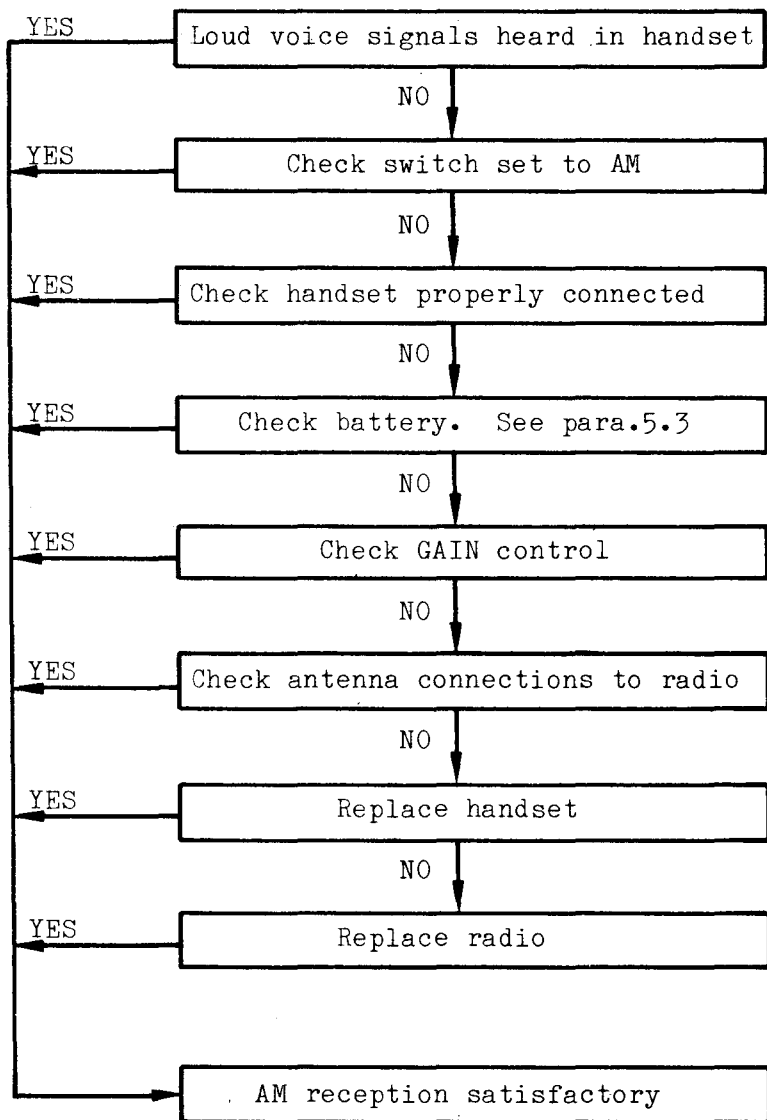 YES
Loud voice signals heard in handset
NO
YES
Check switch set to AM
NO
YES
Check handset properly connected
NO
YES
Check battery. See para.5.3
NO
YES
Check GAIN control
NO
YES
Check antenna connections to radio
NO
YES
Replace handset
NO
YES
Replace radio
AM reception satisfactory